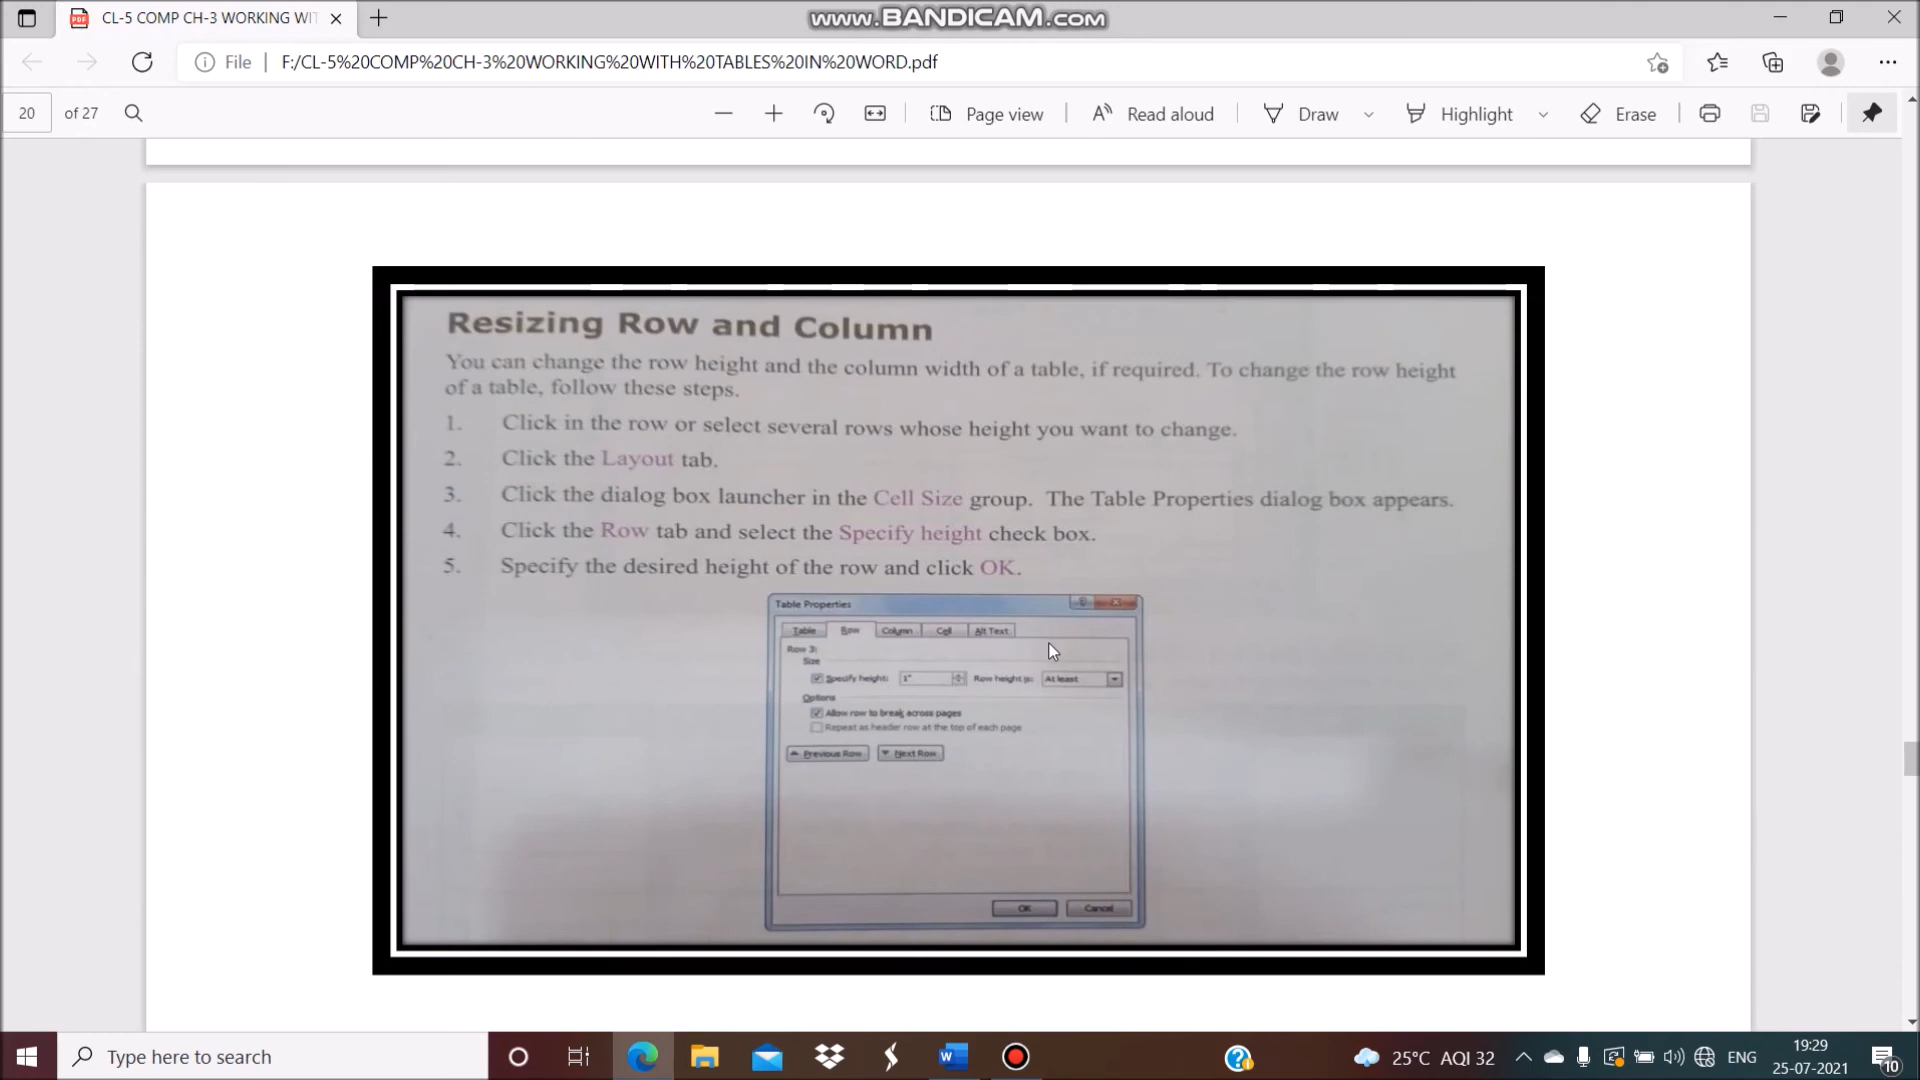 CL-5 COMP CH-3 WORKING WIT
www.BANDICAM.com
File
F:/CL-5%20COMP%20CH-3%20WORKING%20WITH%20TABLES%20IN%20WORD.pdf
20 of 27
Page view
Read aloud
Draw
Highlight
Erase
Resizing Row and Column
You can change the row height and the column width of a table, if required. To change the row height
of a table, follow these steps.
1. Click in the row or select several rows whose height you want to change.
2. Click the Layout tab.
3. Click the dialog box launcher in the Cell Size group. The Table Properties dialog box appears.
4. Click the Row tab and select the Specify height check box.
5. Specify the desired height of the row and click OK.
Table Properties
Table Row Column Cell Alt Text
Row 3:
Size
Specify height: 1" Row height is: At least
Options
Allow row to break across pages
Repeat as header row at the top of each page
Previous Row Next Row
OK Cancel
Type here to search
25°C AQI 32
ENG
19:29
25-07-2021
10